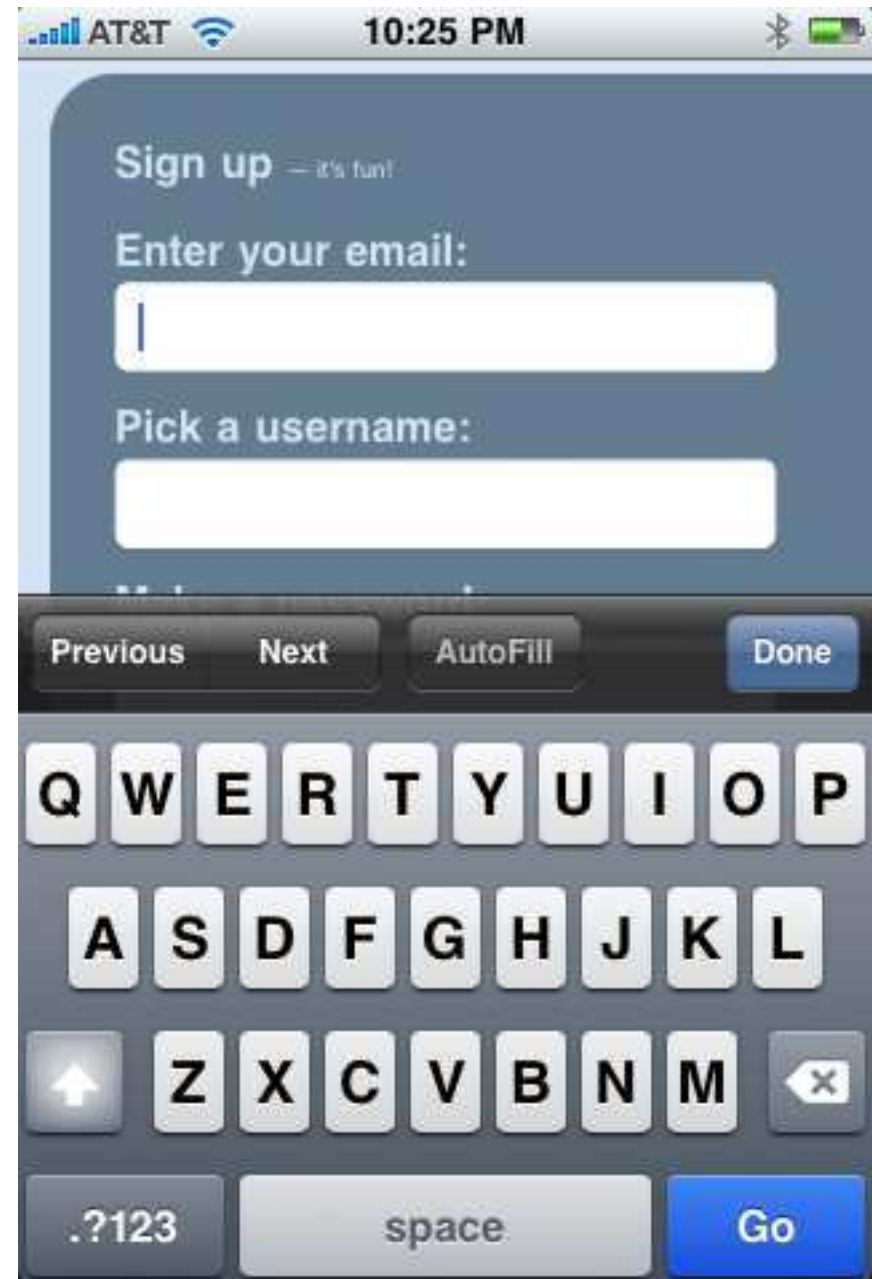 AT&T 10:25 PM
Sign up – it's fun!
Enter your email:
Pick a username:
Previous Next AutoFill Done
Q W E R T Y U I O P
A S D F G H J K L
Z X C V B N M
.?123 space Go